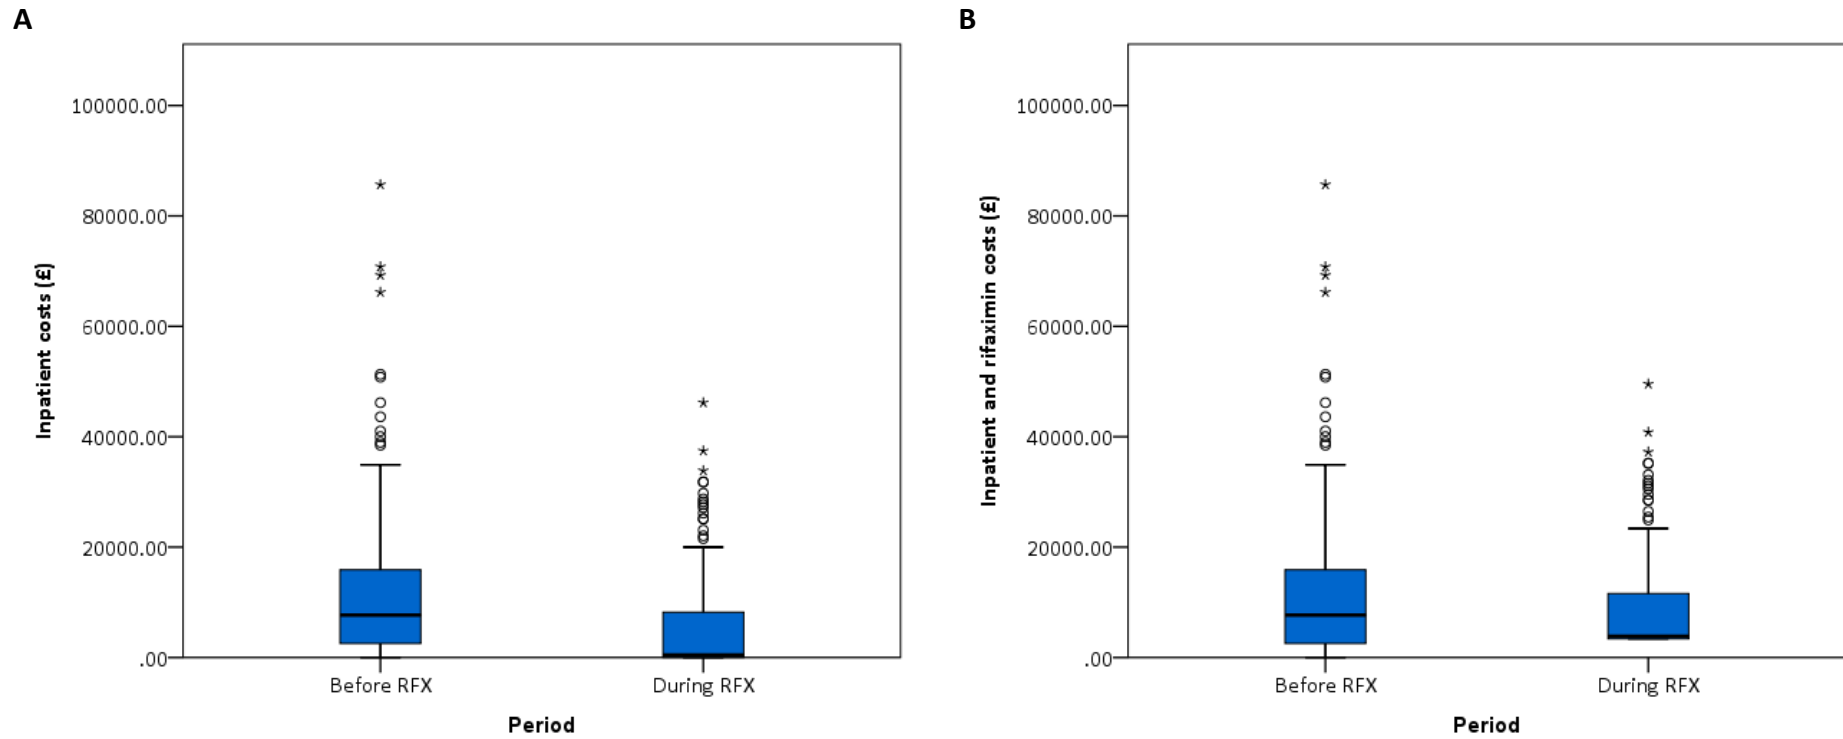 A
Inpatient costs (£)
100000.00
80000.00
60000.00
40000.00
20000.00
.00
Before RFX
During RFX
Period
B
Inpatient and rifaximin costs (£)
100000.00
80000.00
60000.00
40000.00
20000.00
.00
Before RFX
During RFX
Period